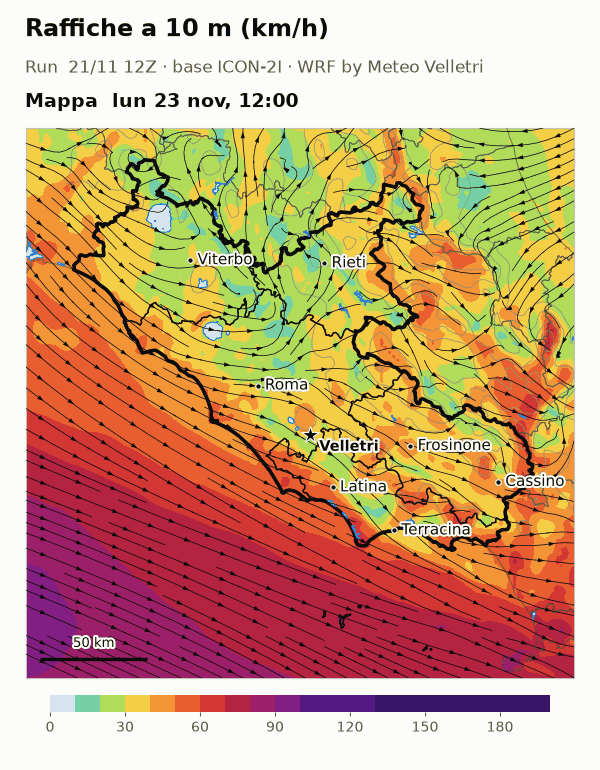 Raffiche a 10 m (km/h)
Run  21/11 12Z · base ICON-2I · WRF by Meteo Velletri
Mappa  lun 23 nov, 12:00
Viterbo
Rieti
Roma
Velletri
Frosinone
Latina
Cassino
Terracina
50 km
0 30 60 90 120 150 180